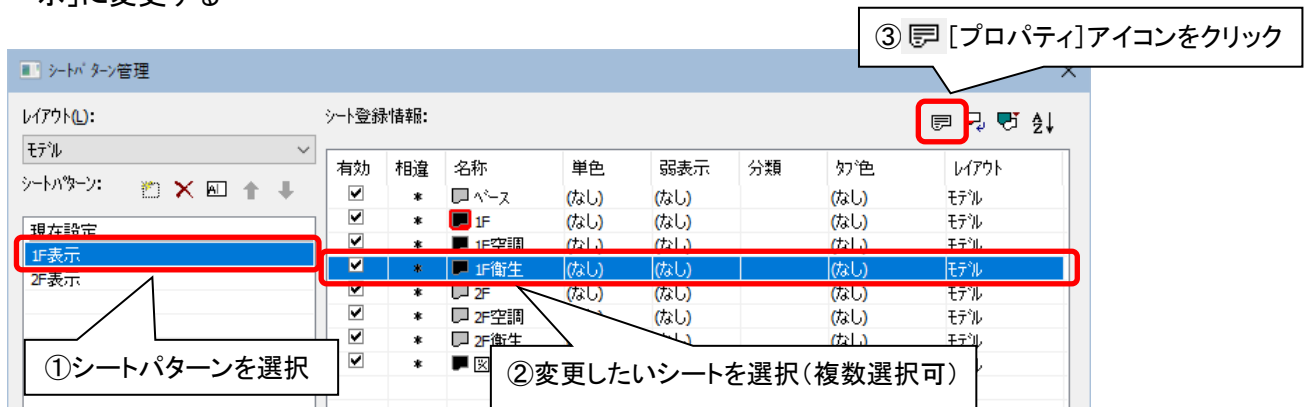 示]に変更する
③ [プロパティ]アイコンをクリック
シートパターン管理
レイアウト(L):
シート登録情報:
モデル
シートパターン:
有効 相違 名称 単色 弱表示 分類 タブ色 レイアウト
* ベース (なし) (なし) (なし) モデル
* 1F (なし) (なし) (なし) モデル
現在設定
* 1F空調 (なし) (なし) (なし) モデル
1F表示
* 1F衛生 (なし) (なし) (なし) モデル
2F表示
* 2F (なし) (なし) (なし) モデル
* 2F空調 (なし) (なし) モデル
* 2F衛生 (なし) モデル
* 図
①シートパターンを選択
②変更したいシートを選択(複数選択可)